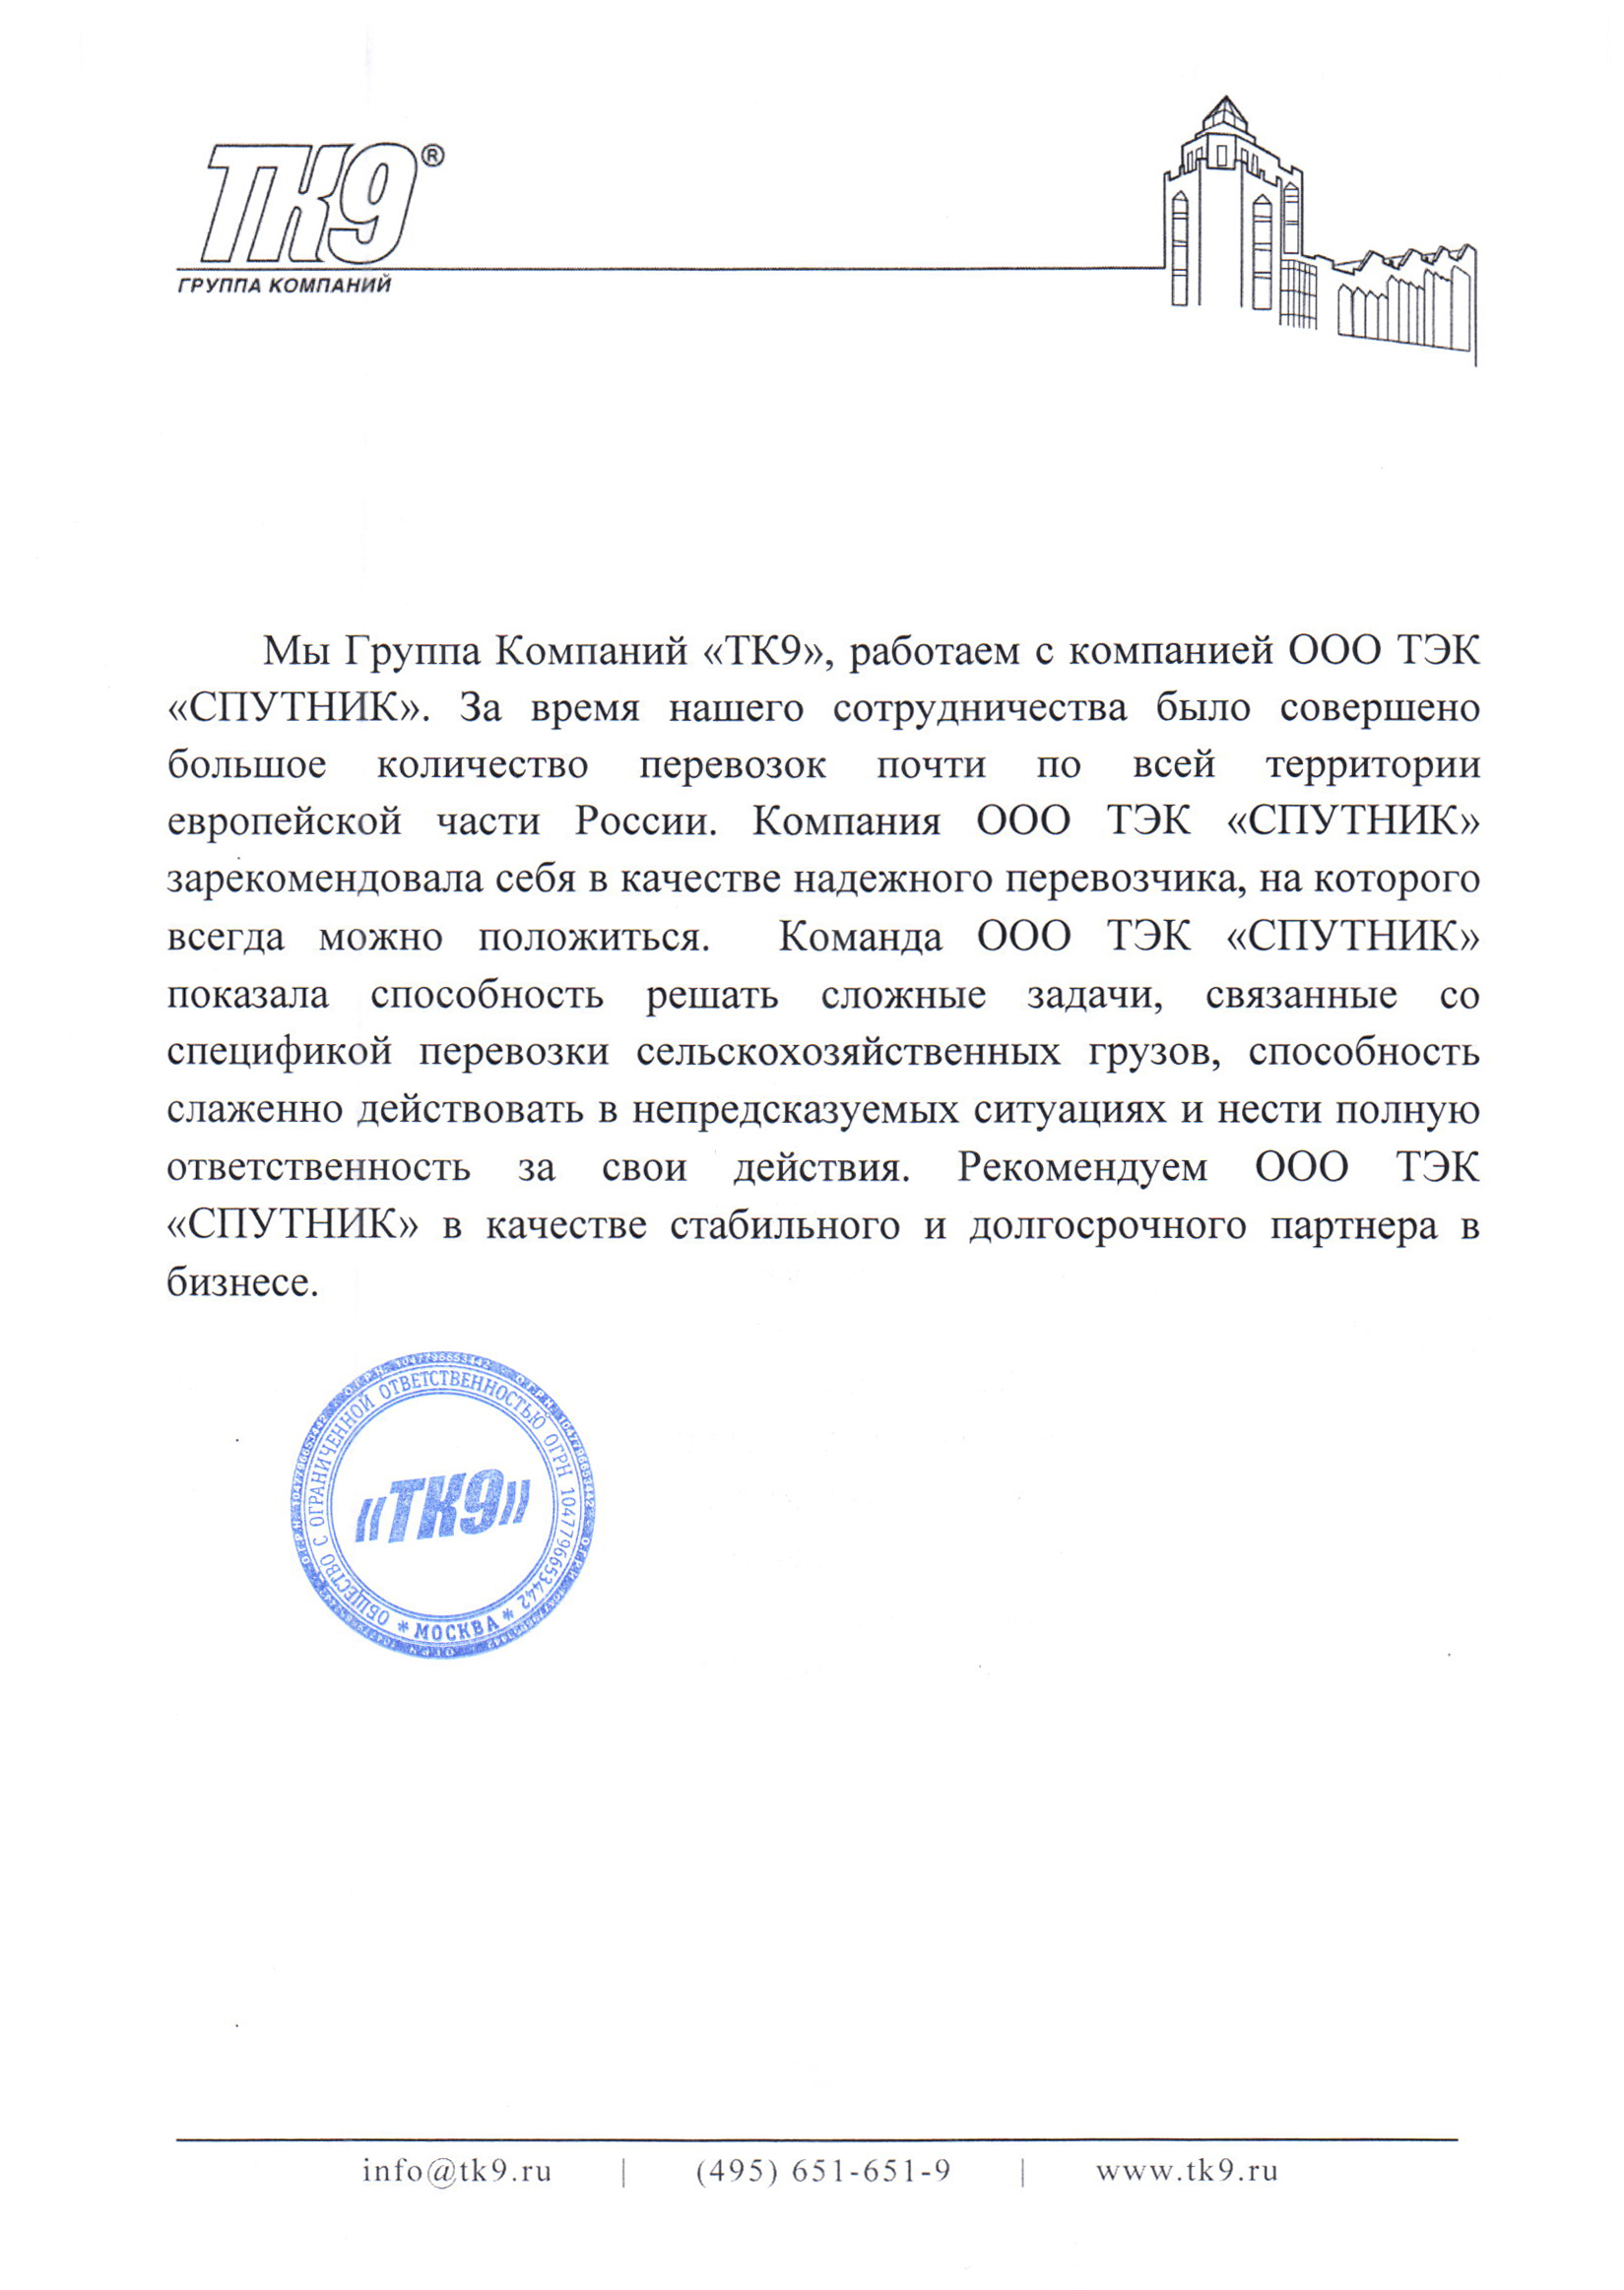 ТК9®
ГРУППА КОМПАНИЙ
Мы Группа Компаний «ТК9», работаем с компанией ООО ТЭК
«СПУТНИК». За время нашего сотрудничества было совершено
большое количество перевозок почти по всей территории
европейской части России. Компания ООО ТЭК «СПУТНИК»
зарекомендовала себя в качестве надежного перевозчика, на которого
всегда можно положиться. Команда ООО ТЭК «СПУТНИК»
показала способность решать сложные задачи, связанные со
спецификой перевозки сельскохозяйственных грузов, способность
слаженно действовать в непредсказуемых ситуациях и нести полную
ответственность за свои действия. Рекомендуем ООО ТЭК
«СПУТНИК» в качестве стабильного и долгосрочного партнера в
бизнесе.
ОБЩЕСТВО С ОГРАНИЧЕННОЙ ОТВЕТСТВЕННОСТЬЮ ОГРН 1047796653442
«ТК9»
* МОСКВА *
info@tk9.ru | (495) 651-651-9 | www.tk9.ru